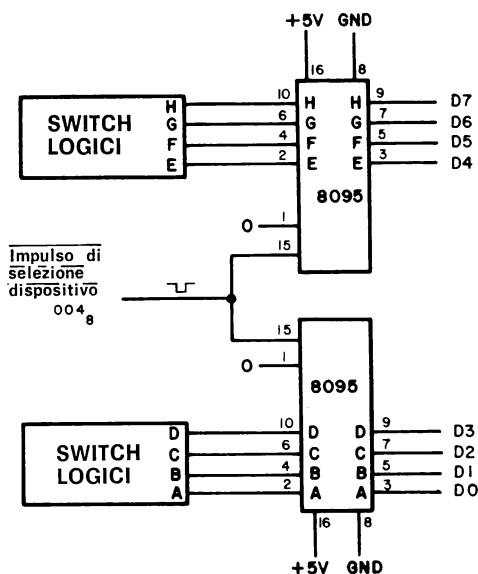 +5V GND
16 8
SWITCH LOGICI
H 10 H H 9 D7
G 6 G G 7 D6
F 4 F F 5 D5
E 2 E E 3 D4
8095
0 1
15
Impulso di
selezione
dispositivo
004₈
15
0 1
8095
SWITCH LOGICI
D 10 D D 9 D3
C 6 C C 7 D2
B 4 B B 5 D1
A 2 A A 3 D0
16 8
+5V GND